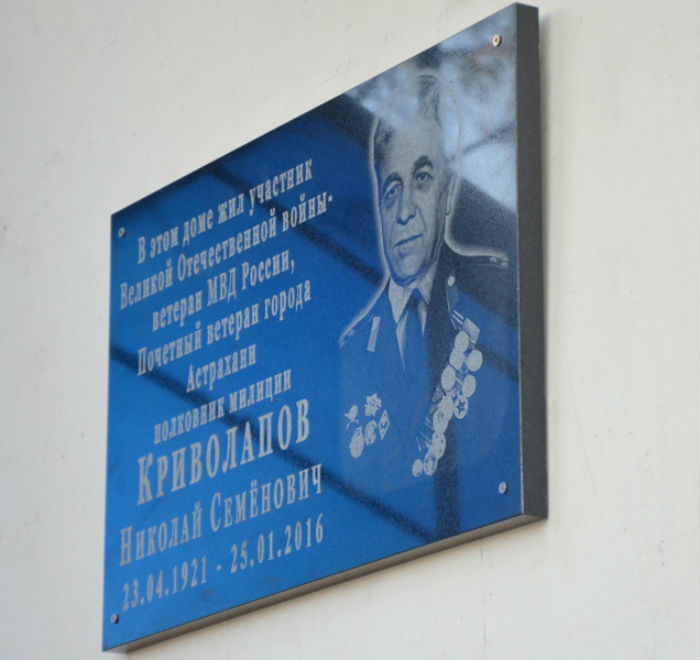 В этом доме жил участник
Великой Отечественной войны-
ветеран МВД России,
Почетный ветеран города
Астрахани
полковник милиции
КРИВОЛАПОВ
НИКОЛАЙ СЕМЁНОВИЧ
23.04.1921 - 25.01.2016